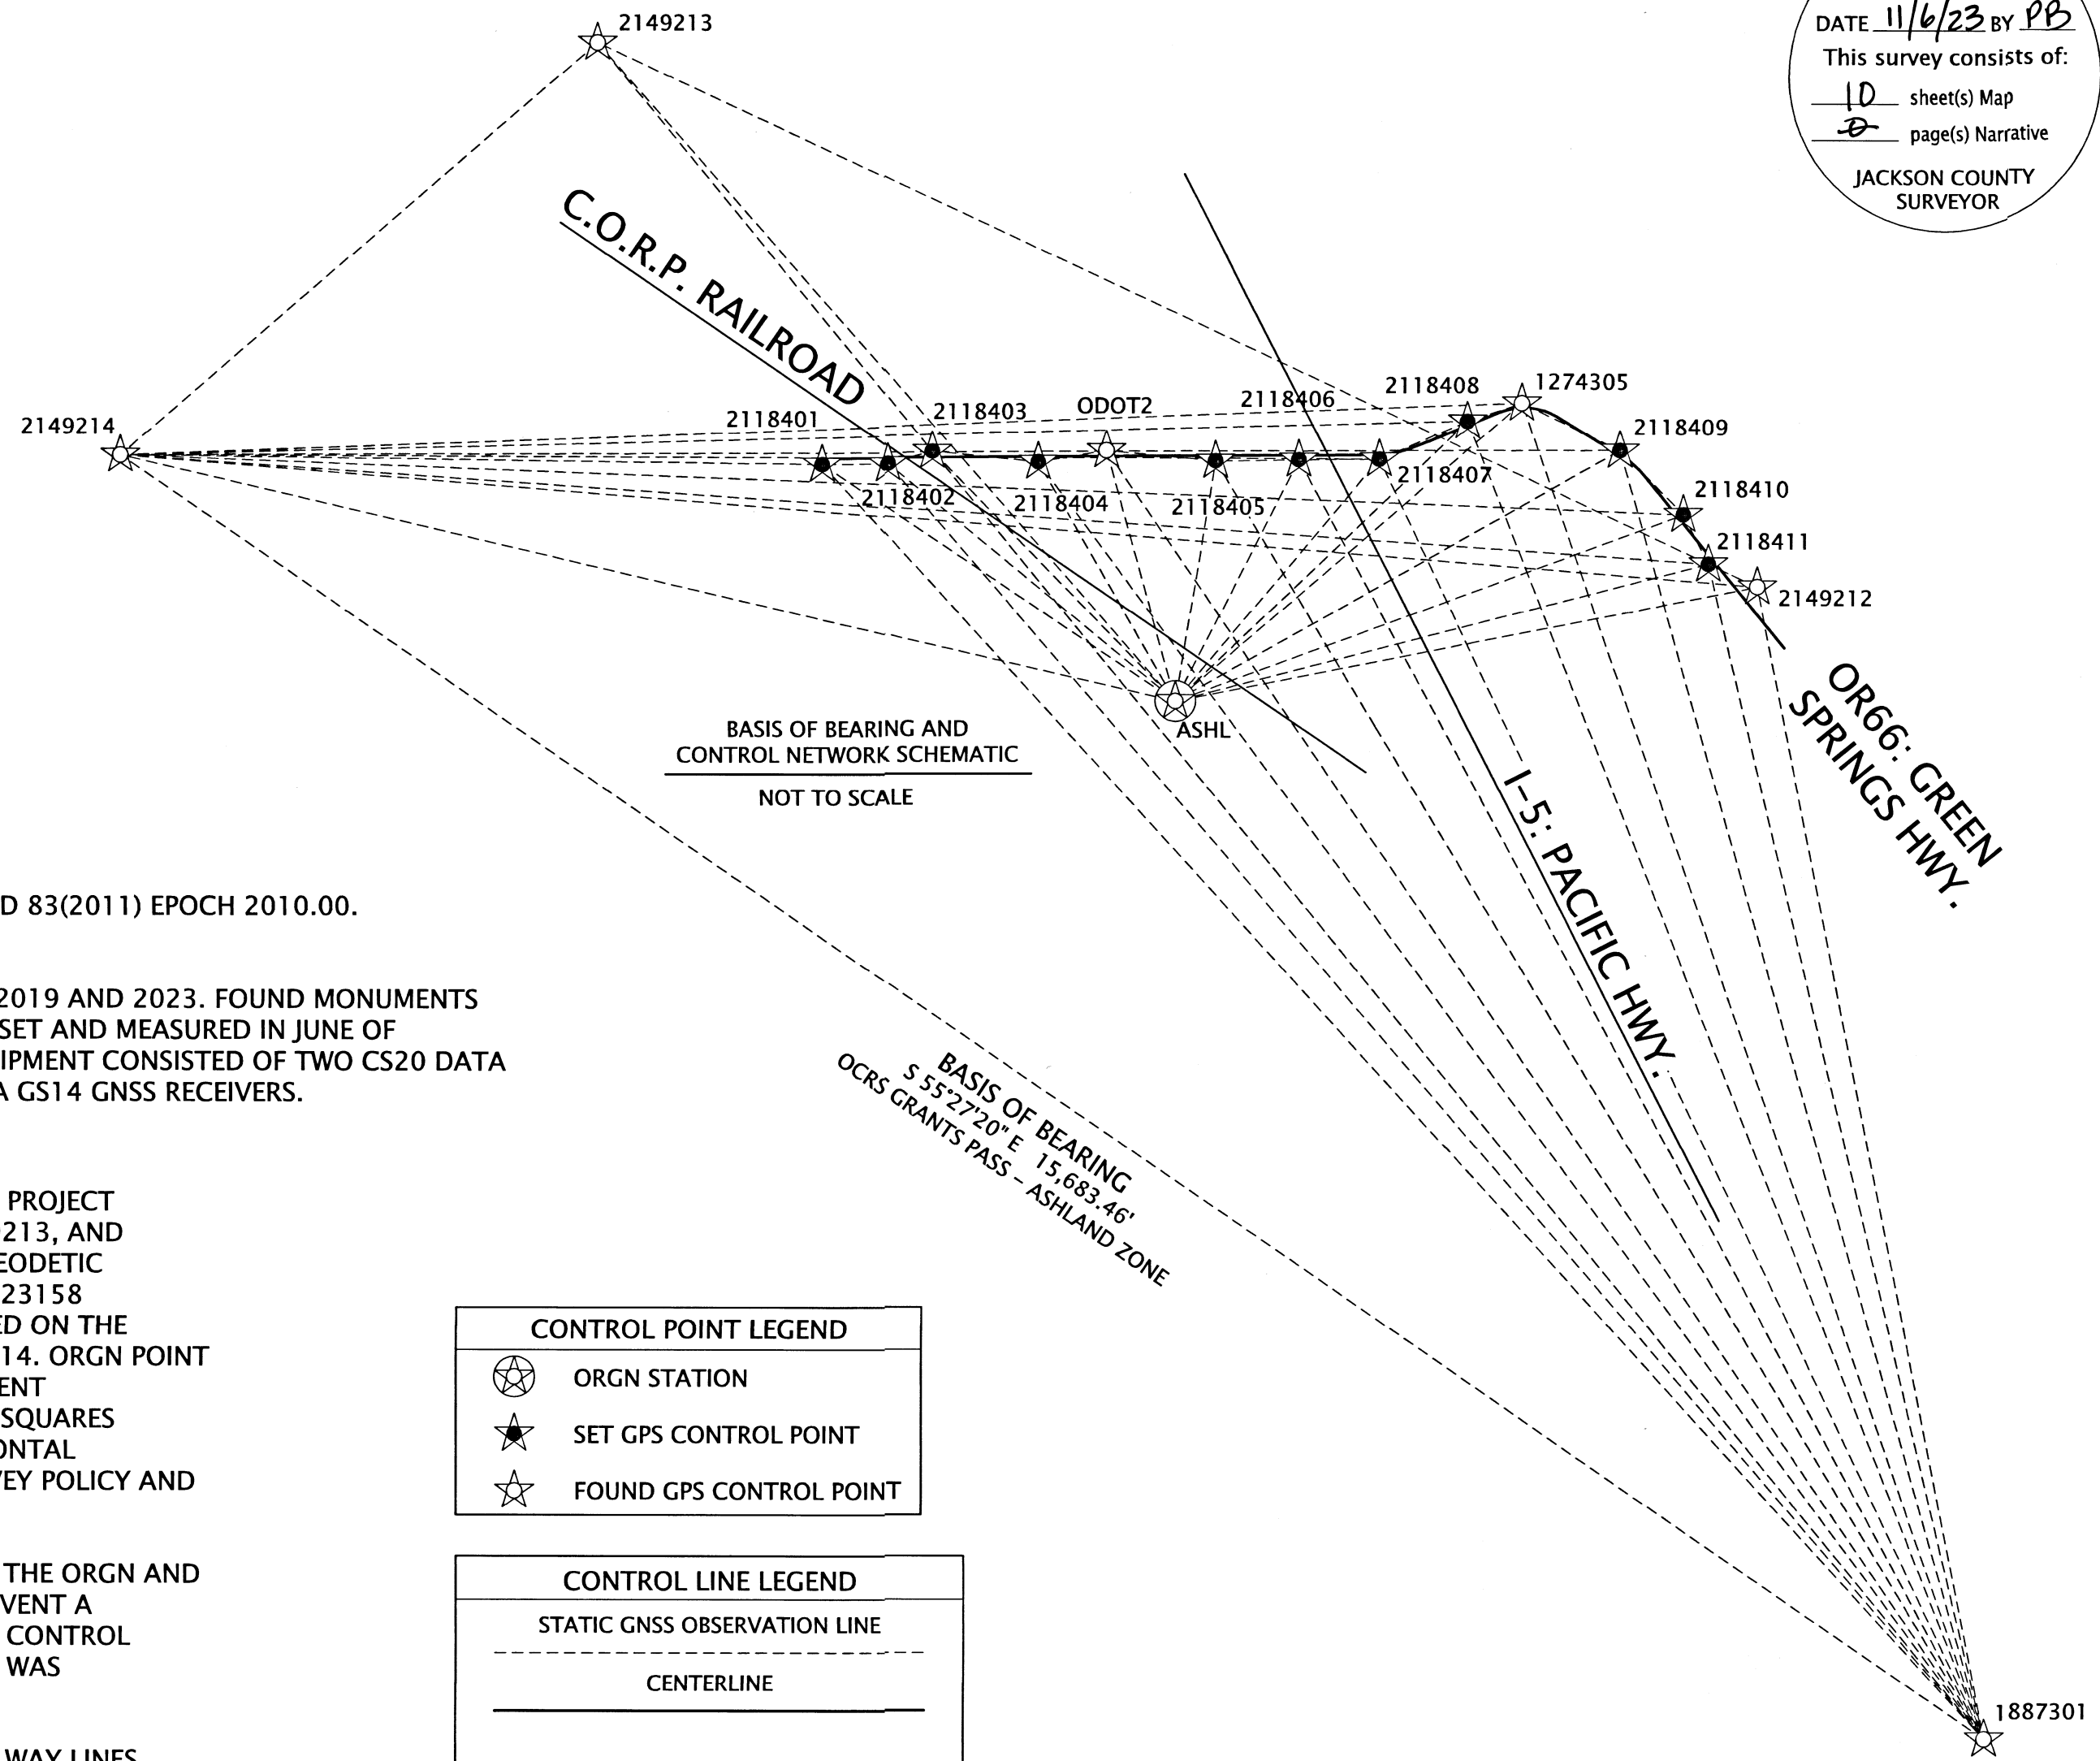 2149213
DATE 11/6/23 BY PB
This survey consists of:
10 sheet(s) Map
0 page(s) Narrative
JACKSON COUNTY
SURVEYOR
C.O.R.P. RAILROAD
2149214
2118401
2118403
ODOT2
2118406
2118408
1274305
2118409
2118402
2118404
2118405
2118407
2118410
2118411
2149212
ASHL
BASIS OF BEARING AND
CONTROL NETWORK SCHEMATIC
NOT TO SCALE
OR66: GREEN
SPRINGS HWY.
I-5: PACIFIC HWY.
D 83(2011) EPOCH 2010.00.
2019 AND 2023. FOUND MONUMENTS
SET AND MEASURED IN JUNE OF
IPMENT CONSISTED OF TWO CS20 DATA
A GS14 GNSS RECEIVERS.
BASIS OF BEARING
S 55°27'20" E 15,683.46'
OCRS GRANTS PASS - ASHLAND ZONE
PROJECT
213, AND
EODETIC
23158
ED ON THE
14. ORGN POINT
ENT
SQUARES
ONTAL
VEY POLICY AND
THE ORGN AND
VENT A
CONTROL
WAS
WAY LINES
CONTROL POINT LEGEND
ORGN STATION
SET GPS CONTROL POINT
FOUND GPS CONTROL POINT
CONTROL LINE LEGEND
STATIC GNSS OBSERVATION LINE
CENTERLINE
1887301